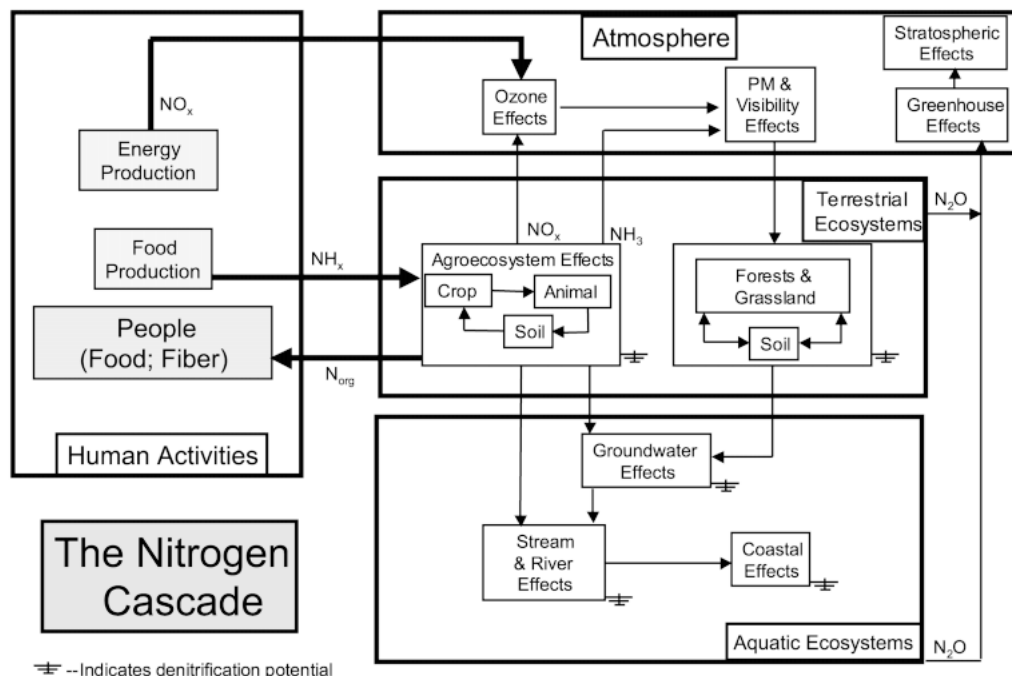 Atmosphere
Stratospheric
Effects
NOₓ
Ozone
Effects
PM &
Visibility
Effects
Greenhouse
Effects
Energy
Production
Terrestrial
Ecosystems
N₂O
Food
Production
NHₓ
NOₓ
NH₃
Agroecosystem Effects
Crop
Animal
Soil
Forests &
Grassland
Soil
People
(Food; Fiber)
Nₒᵣg
Human Activities
Groundwater
Effects
The Nitrogen
Cascade
Stream
& River
Effects
Coastal
Effects
Aquatic Ecosystems
N₂O
--Indicates denitrification potential